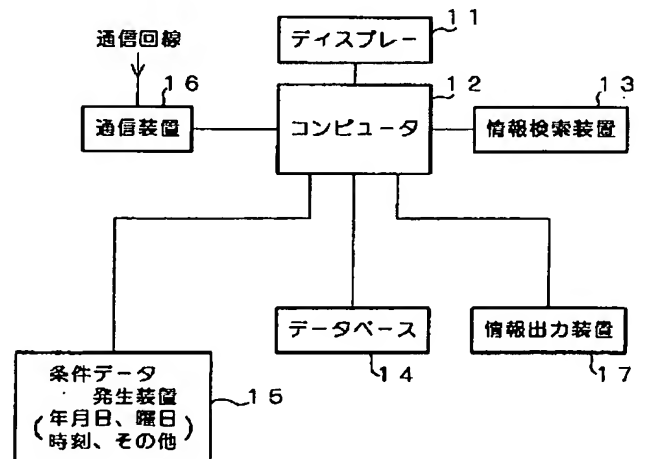 通信回線
ディスプレー
11
16
通信装置
12
コンピュータ
13
情報検索装置
データベース
14
情報出力装置
17
条件データ
発生装置
(年月日、曜日
時刻、その他)
15